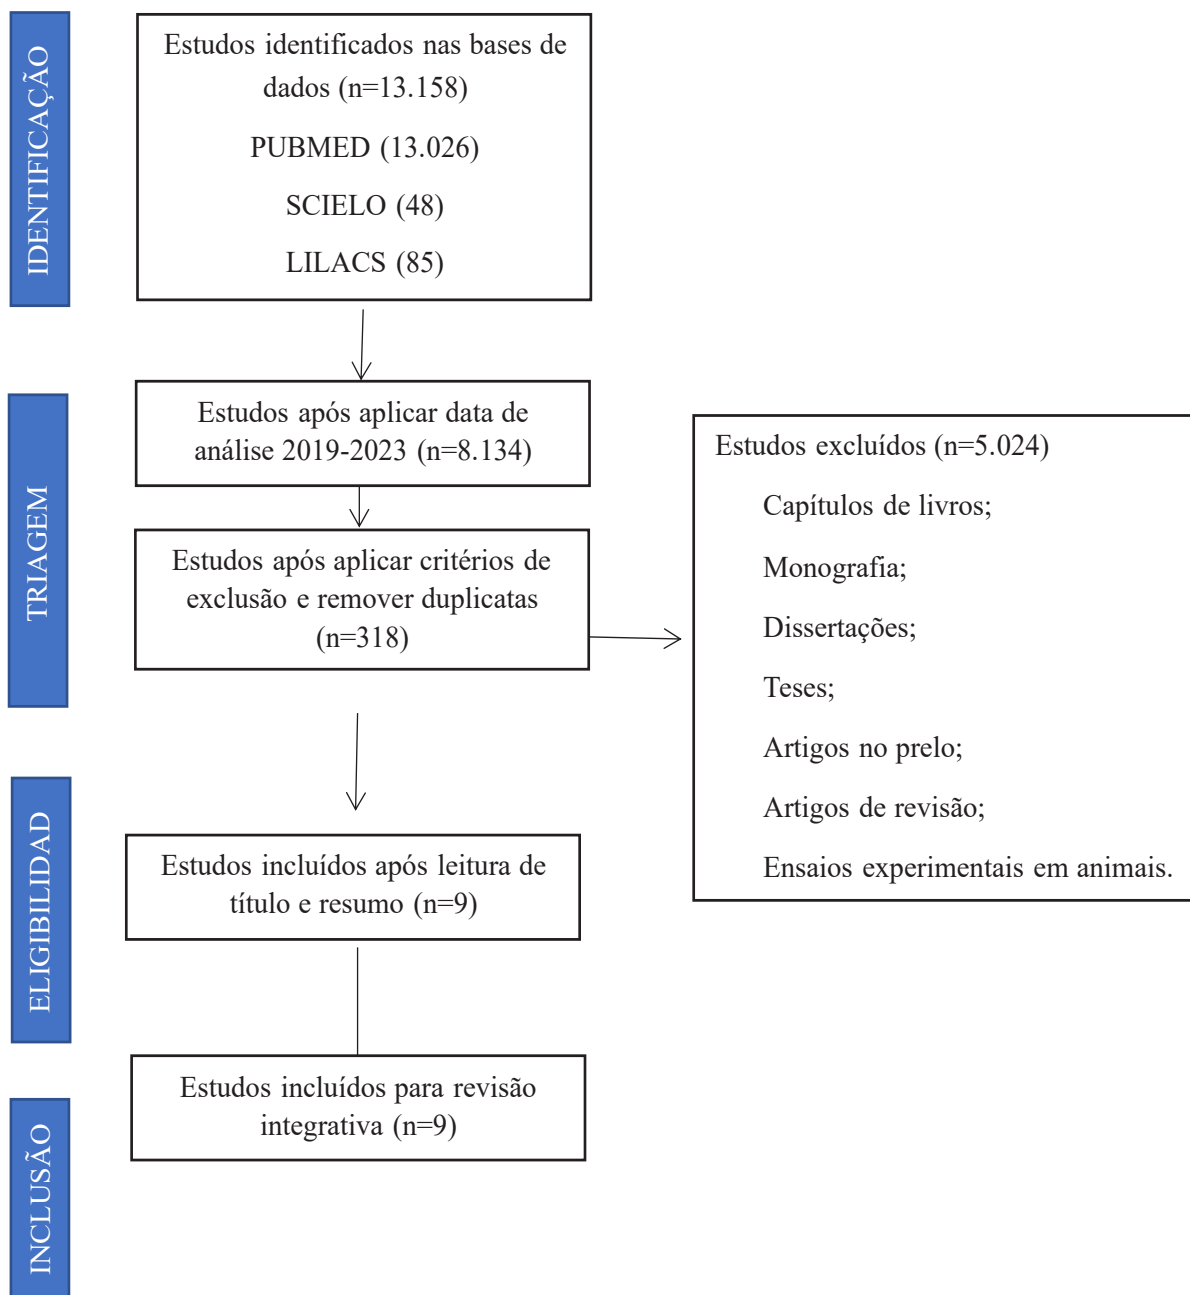 IDENTIFICAÇÃO
Estudos identificados nas bases de
dados (n=13.158)
PUBMED (13.026)
SCIELO (48)
LILACS (85)
TRIAGEM
Estudos após aplicar data de
análise 2019-2023 (n=8.134)
Estudos após aplicar critérios de
exclusão e remover duplicatas
(n=318)
Estudos excluídos (n=5.024)
Capítulos de livros;
Monografia;
Dissertações;
Teses;
Artigos no prelo;
Artigos de revisão;
Ensaios experimentais em animais.
ELIGIBILIDAD
Estudos incluídos após leitura de
título e resumo (n=9)
INCLUSÃO
Estudos incluídos para revisão
integrativa (n=9)